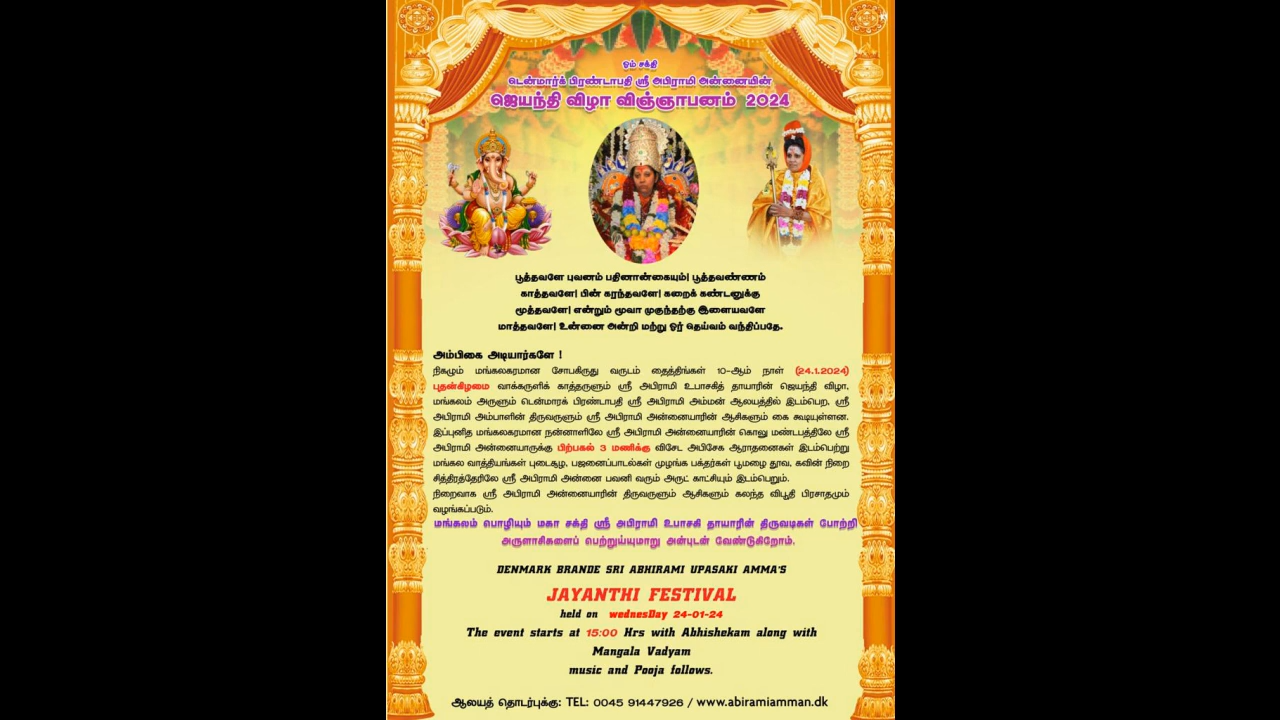 ஓம் சக்தி
டென்மார்க் பிரண்டாபதி ஸ்ரீ அபிராமி அன்னையின்
ஜெயந்தி விழா விஞ்ஞாபனம் 2024
பூத்தவளே புவனம் பதினான்கையும்| பூத்தவண்ணம்
காத்தவளே| பின் கரந்தவளே| கறைக் கண்டனுக்கு
மூத்தவளே| என்றும் மூவா முகுந்தற்கு இளையவளே
மாத்தவளே| உன்னை அன்றி மற்று ஓர் தெய்வம் வந்திப்பதே.
அம்பிகை அடியார்களே !
நிகழும் மங்கலகரமான சோபகிருது வருடம் தைத்திங்கள் 10-ஆம் நாள் (24.1.2024)
புதன்கிழமை வாக்கருளிக் காத்தருளும் ஸ்ரீ அபிராமி உபாசகித் தாயாரின் ஜெயந்தி விழா,
மங்கலம் அருளும் டென்மாரக் பிரண்டாபதி ஸ்ரீ அபிராமி அம்மன் ஆலயத்தில் இடம்பெற, ஸ்ரீ
அபிராமி அம்பாளின் திருவருளும் ஸ்ரீ அபிராமி அன்னையாரின் ஆசிகளும் கை கூடியுள்ளன.
இப்புனித மங்கலகரமான நன்னாளிலே ஸ்ரீ அபிராமி அன்னையாரின் கொலு மண்டபத்திலே ஸ்ரீ
அபிராமி அன்னையாருக்கு பிற்பகல் 3 மணிக்கு விசேட அபிசேக ஆராதனைகள் இடம்பெற்று
மங்கல வாத்தியங்கள் புடைசூழ, பஜனைப்பாடல்கள் முழங்க பக்தர்கள் பூமழை தூவ, கவின் நிறை
சித்திரத்தேரிலே ஸ்ரீ அபிராமி அன்னை பவனி வரும் அருட் காட்சியும் இடம்பெறும்.
நிறைவாக ஸ்ரீ அபிராமி அன்னையாரின் திருவருளும் ஆசிகளும் கலந்த விபூதி பிரசாதமும்
வழங்கப்படும்.
மங்கலம் பொழியும் மகா சக்தி ஸ்ரீ அபிராமி உபாசகி தாயாரின் திருவடிகள் போற்றி
அருளாசிகளைப் பெற்றுய்யுமாறு அன்புடன் வேண்டுகிறோம்.
DENMARK BRANDE SRI ABHIRAMI UPASAKI AMMA'S
JAYANTHI FESTIVAL
held on wednesDay 24-01-24
The event starts at 15:00 Hrs with Abhishekam along with
Mangala Vadyam
music and Pooja follows.
ஆலயத் தொடர்புக்கு: TEL: 0045 91447926 / www.abiramiamman.dk